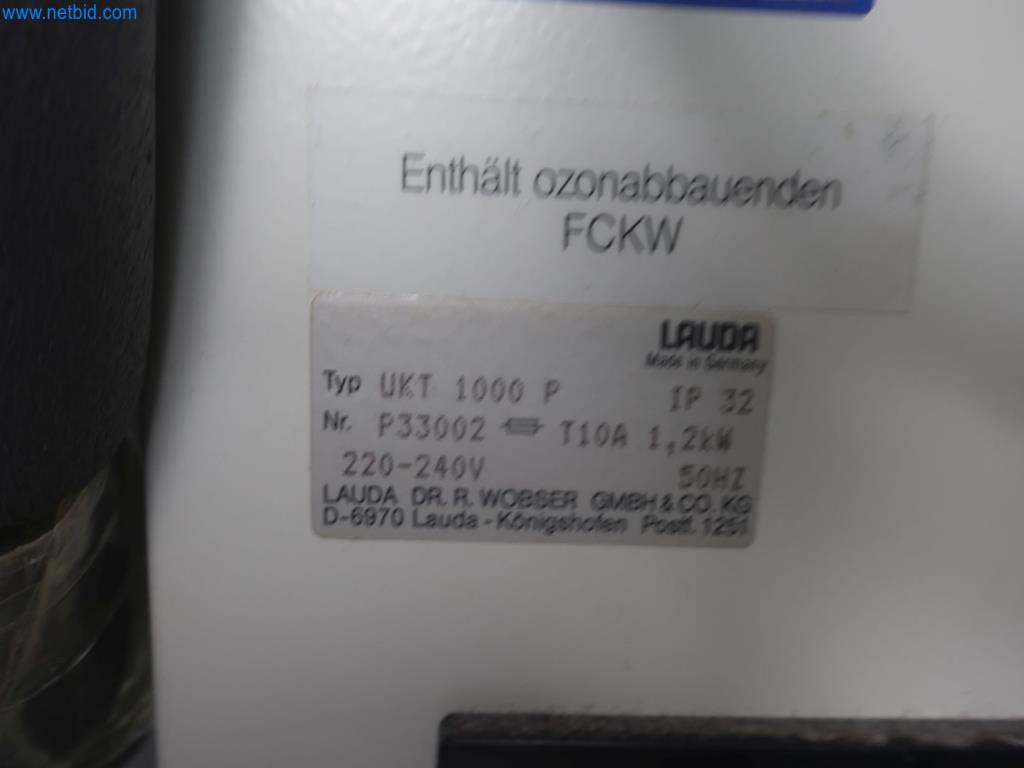 www.netbid.com
Enthält ozonabbauenden
FCKW
LAUDA
Made in Germany
Typ UKT 1000 P IP 32
Nr. P33002 T10A 1,2kW
220-240V 50HZ
LAUDA DR. R. WOBSER GMBH & CO. KG
D-6970 Lauda-Königshofen Postf. 1251